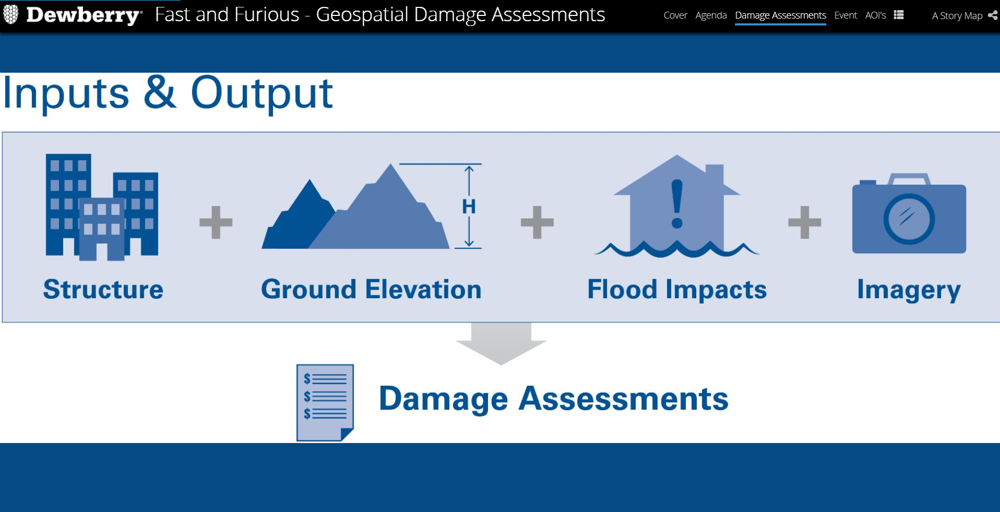 Dewberry® Fast and Furious - Geospatial Damage Assessments Cover Agenda Damage Assessments Event AOI's A Story Map
Inputs & Output
H
!
Structure + Ground Elevation + Flood Impacts + Imagery
$
$
$
Damage Assessments